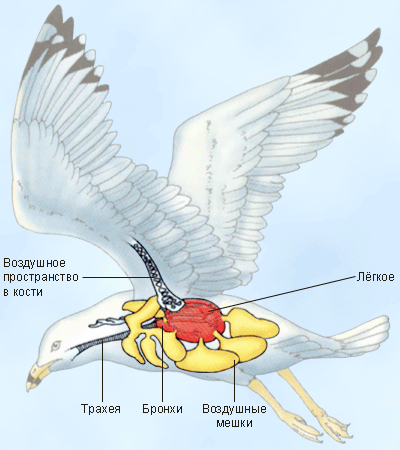 Воздушное
пространство
в кости
Лёгкое
Трахея
Бронхи
Воздушные
мешки